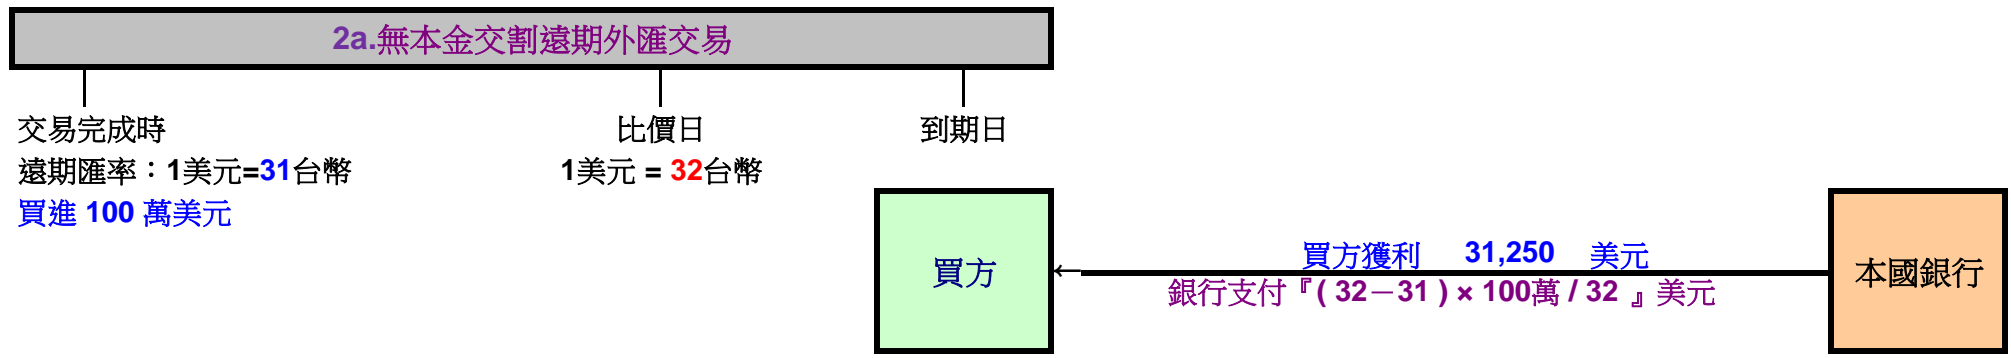 2a.無本金交割遠期外匯交易
交易完成時
比價日
到期日
遠期匯率：1美元=31台幣
1美元 = 32台幣
買進 100 萬美元
買方
買方獲利 31,250 美元
銀行支付『( 32－31 ) × 100萬 / 32 』美元
本國銀行